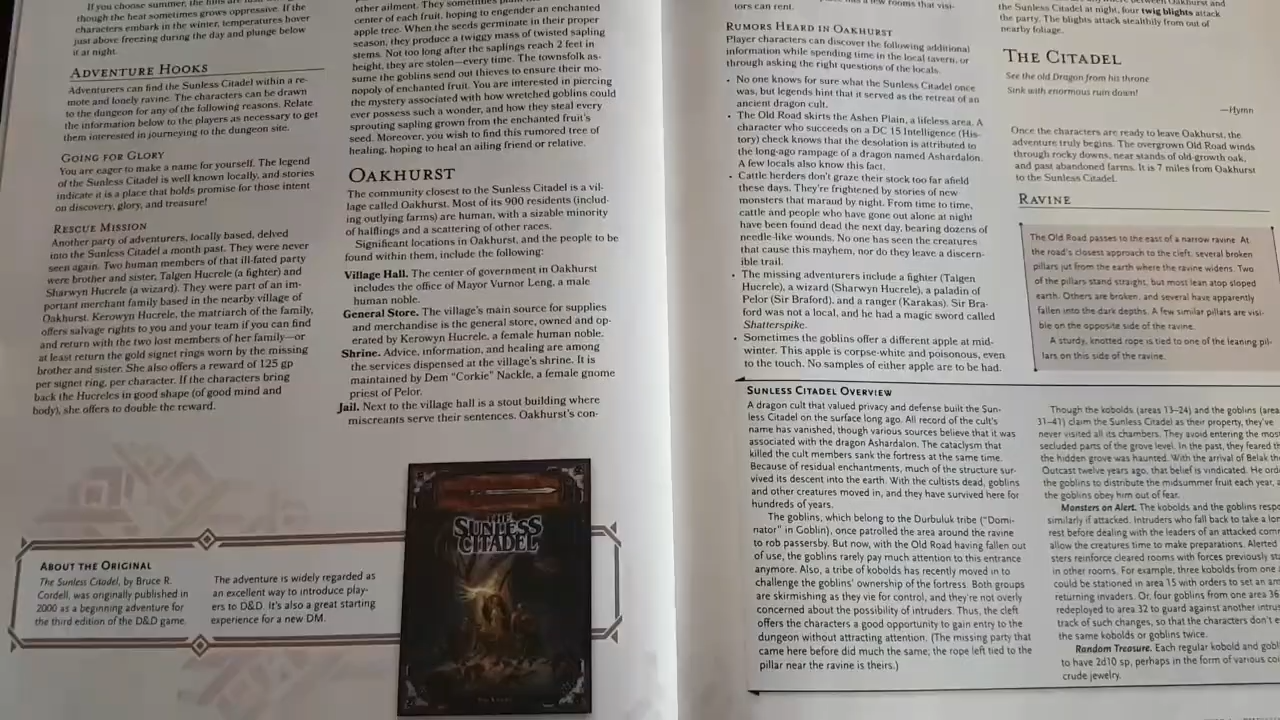 If you choose summer, the hills are
though the heat sometimes grows oppressive. If the
characters embark in the winter, temperatures hover
just above freezing during the day and plunge below
it at night.
ADVENTURE HOOKS
Adventurers can find the Sunless Citadel within a re-
mote and lonely ravine. The characters can be drawn
to the dungeon for any of the following reasons. Relate
the information below to the players as necessary to get
them interested in journeying to the dungeon site.
GOING FOR GLORY
You are eager to make a name for yourself. The legend
of the Sunless Citadel is well known locally, and stories
indicate it is a place that holds promise for those intent
on discovery, glory, and treasure!
RESCUE MISSION
Another party of adventurers, locally based, delved
into the Sunless Citadel a month past. They were never
seen again. Two human members of that ill-fated party
were brother and sister, Talgen Hucrele (a fighter) and
Sharwyn Hucrele (a wizard). They were part of an im-
portant merchant family based in the nearby village of
Oakhurst. Kerowyn Hucrele, the matriarch of the family,
offers salvage rights to you and your team if you can find
and return with the two lost members of her family—or
at least return the gold signet rings worn by the missing
brother and sister. She also offers a reward of 125 gp
per signet ring, per character. If the characters bring
back the Hucreles in good shape (of good mind and
body), she offers to double the reward.
other ailment. They sometimes
center of each fruit, hoping to engender an enchanted
apple tree. When the seeds germinate in their proper
season, they produce a twiggy mass of twisted sapling
stems. Not too long after the saplings reach 2 feet in
height, they are stolen—every time. The townsfolk as-
sume the goblins send out thieves to ensure their mo-
nopoly of enchanted fruit. You are interested in piercing
the mystery associated with how wretched goblins could
ever possess such a wonder, and how they steal every
sprouting sapling grown from the enchanted fruit's
seed. Moreover, you wish to find this rumored tree of
healing, hoping to heal an ailing friend or relative.
OAKHURST
The community closest to the Sunless Citadel is a vil-
lage called Oakhurst. Most of its 900 residents (includ-
ing outlying farms) are human, with a sizable minority
of halflings and a scattering of other races.
Significant locations in Oakhurst, and the people to be
found within them, include the following:
Village Hall. The center of government in Oakhurst
includes the office of Mayor Vurnor Leng, a male
human noble.
General Store. The village's main source for supplies
and merchandise is the general store, owned and op-
erated by Kerowyn Hucrele, a female human noble.
Shrine. Advice, information, and healing are among
the services dispensed at the village's shrine. It is
maintained by Dem "Corkie" Nackle, a female gnome
priest of Pelor.
Jail. Next to the village hall is a stout building where
miscreants serve their sentences. Oakhurst's con-
ABOUT THE ORIGINAL
The Sunless Citadel, by Bruce R.
Cordell, was originally published in
2000 as a beginning adventure for
the third edition of the D&D game.
The adventure is widely regarded as
an excellent way to introduce play-
ers to D&D. It's also a great starting
experience for a new DM.
THE
SUNLESS
CITADEL
a few rooms that visi-
tors can rent.
RUMORS HEARD IN OAKHURST
Player characters can discover the following additional
information while spending time in the local tavern, or
through asking the right questions of the locals.
• No one knows for sure what the Sunless Citadel once
was, but legends hint that it served as the retreat of an
ancient dragon cult.
• The Old Road skirts the Ashen Plain, a lifeless area. A
character who succeeds on a DC 15 Intelligence (His-
tory) check knows that the desolation is attributed to
the long-ago rampage of a dragon named Ashardalon.
A few locals also know this fact.
• Cattle herders don't graze their stock too far afield
these days. They're frightened by stories of new
monsters that maraud by night. From time to time,
cattle and people who have gone out alone at night
have been found dead the next day, bearing dozens of
needle-like wounds. No one has seen the creatures
that cause this mayhem, nor do they leave a discern-
ible trail.
• The missing adventurers include a fighter (Talgen
Hucrele), a wizard (Sharwyn Hucrele), a paladin of
Pelor (Sir Braford), and a ranger (Karakas). Sir Bra-
ford was not a local, and he had a magic sword called
Shatterspike.
• Sometimes the goblins offer a different apple at mid-
winter. This apple is corpse-white and poisonous, even
to the touch. No samples of either apple are to be had.
between Oakhurst and
the Sunless Citadel at night, four twig blights attack
the party. The blights attack stealthily from out of
nearby foliage.
THE CITADEL
See the old Dragon from his throne
Sink with enormous ruin down!
—Hymn
Once the characters are ready to leave Oakhurst, the
adventure truly begins. The overgrown Old Road winds
through rocky downs, near stands of old-growth oak,
and past abandoned farms. It is 7 miles from Oakhurst
to the Sunless Citadel.
RAVINE
The Old Road passes to the east of a narrow ravine. At
the road's closest approach to the cleft, several broken
pillars jut from the earth where the ravine widens. Two
of the pillars stand straight, but most lean atop sloped
earth. Others are broken, and several have apparently
fallen into the dark depths. A few similar pillars are visi-
ble on the opposite side of the ravine.
A sturdy, knotted rope is tied to one of the leaning pil-
lars on this side of the ravine.
SUNLESS CITADEL OVERVIEW
A dragon cult that valued privacy and defense built the Sun-
less Citadel on the surface long ago. All record of the cult's
name has vanished, though various sources believe that it was
associated with the dragon Ashardalon. The cataclysm that
killed the cult members sank the fortress at the same time.
Because of residual enchantments, much of the structure sur-
vived its descent into the earth. With the cultists dead, goblins
and other creatures moved in, and they have survived here for
hundreds of years.
The goblins, which belong to the Durbuluk tribe ("Domi-
nator" in Goblin), once patrolled the area around the ravine
to rob passersby. But now, with the Old Road having fallen out
of use, the goblins rarely pay much attention to this entrance
anymore. Also, a tribe of kobolds has recently moved in to
challenge the goblins' ownership of the fortress. Both groups
are skirmishing as they vie for control, and they're not overly
concerned about the possibility of intruders. Thus, the cleft
offers the characters a good opportunity to gain entry to the
dungeon without attracting attention. (The missing party that
came here before did much the same; the rope left tied to the
pillar near the ravine is theirs.)
Though the kobolds (areas 13–24) and the goblins (area
31–41) claim the Sunless Citadel as their property, they've
never visited all its chambers. They avoid entering the most
secluded parts of the grove level. In the past, they feared th
the hidden grove was haunted. With the arrival of Belak th
Outcast twelve years ago, that belief is vindicated. He ord
the goblins to distribute the midsummer fruit each year, a
the goblins obey him out of fear.
Monsters on Alert. The kobolds and the goblins respo
similarly if attacked. Intruders who fall back to take a lon
rest before dealing with the leaders of an attacked comm
allow the creatures time to make preparations. Alerted
sters reinforce cleared rooms with forces previously sta
in other rooms. For example, three kobolds from one a
could be stationed in area 15 with orders to set an am
returning invaders. Or, four goblins from one area 36
redeployed to area 32 to guard against another intrus
track of such changes, so that the characters don't e
the same kobolds or goblins twice.
Random Treasure. Each regular kobold and gobl
to have 2d10 sp, perhaps in the form of various co
crude jewelry.